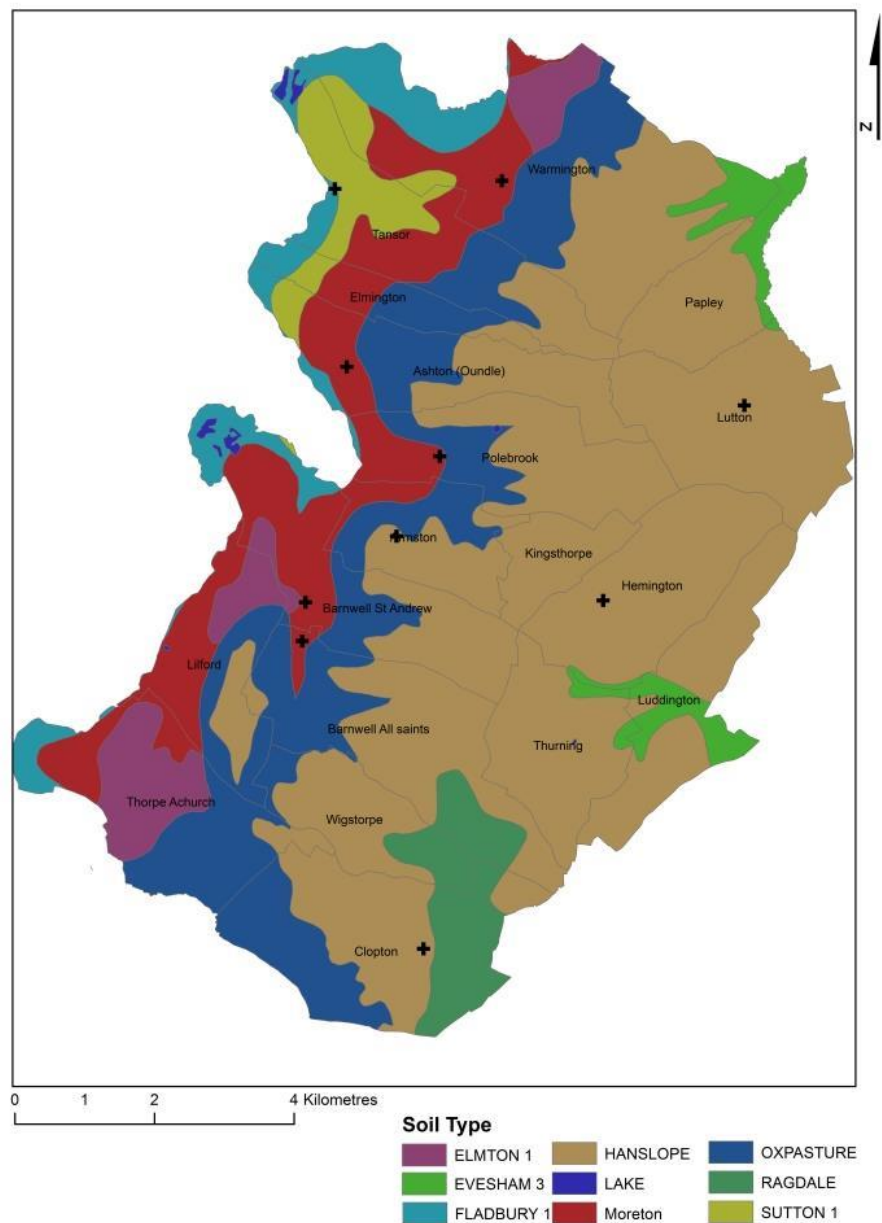 N
Warmington
Tansor
Elmington
Papley
Ashton (Oundle)
Lutton
Polebrook
Kingsthorpe
Hemington
Barnwell St Andrew
Lilford
Luddington
Barnwell All saints
Thurning
Thorpe Achurch
Wigstorpe
Clopton
0 1 2 4 Kilometres
Soil Type
ELMTON 1 HANSLOPE OXPASTURE
EVESHAM 3 LAKE RAGDALE
FLADBURY 1 Moreton SUTTON 1